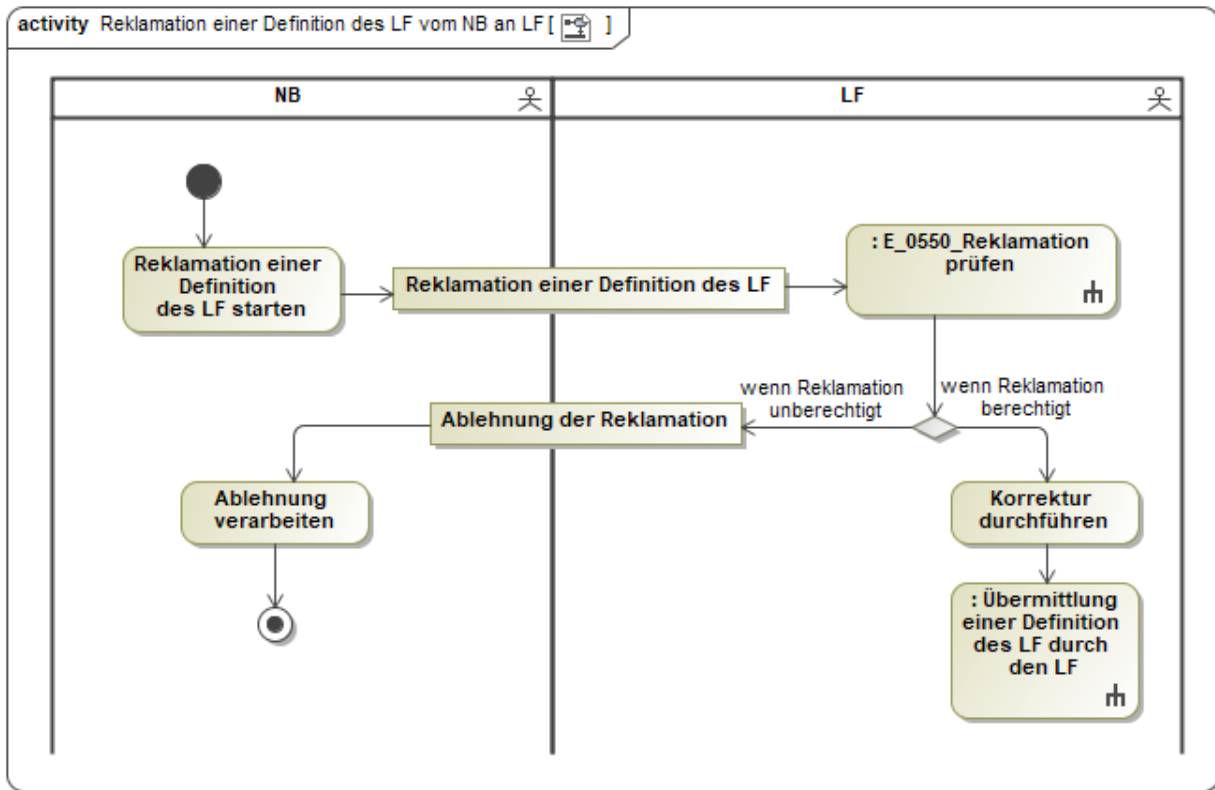 activity Reklamation einer Definition des LF vom NB an LF [ ]
NB
LF
Reklamation einer
Definition
des LF starten
Reklamation einer Definition des LF
: E_0550_Reklamation
prüfen
wenn Reklamation
unberechtigt
wenn Reklamation
berechtigt
Ablehnung der Reklamation
Ablehnung
verarbeiten
Korrektur
durchführen
: Übermittlung
einer Definition
des LF durch
den LF